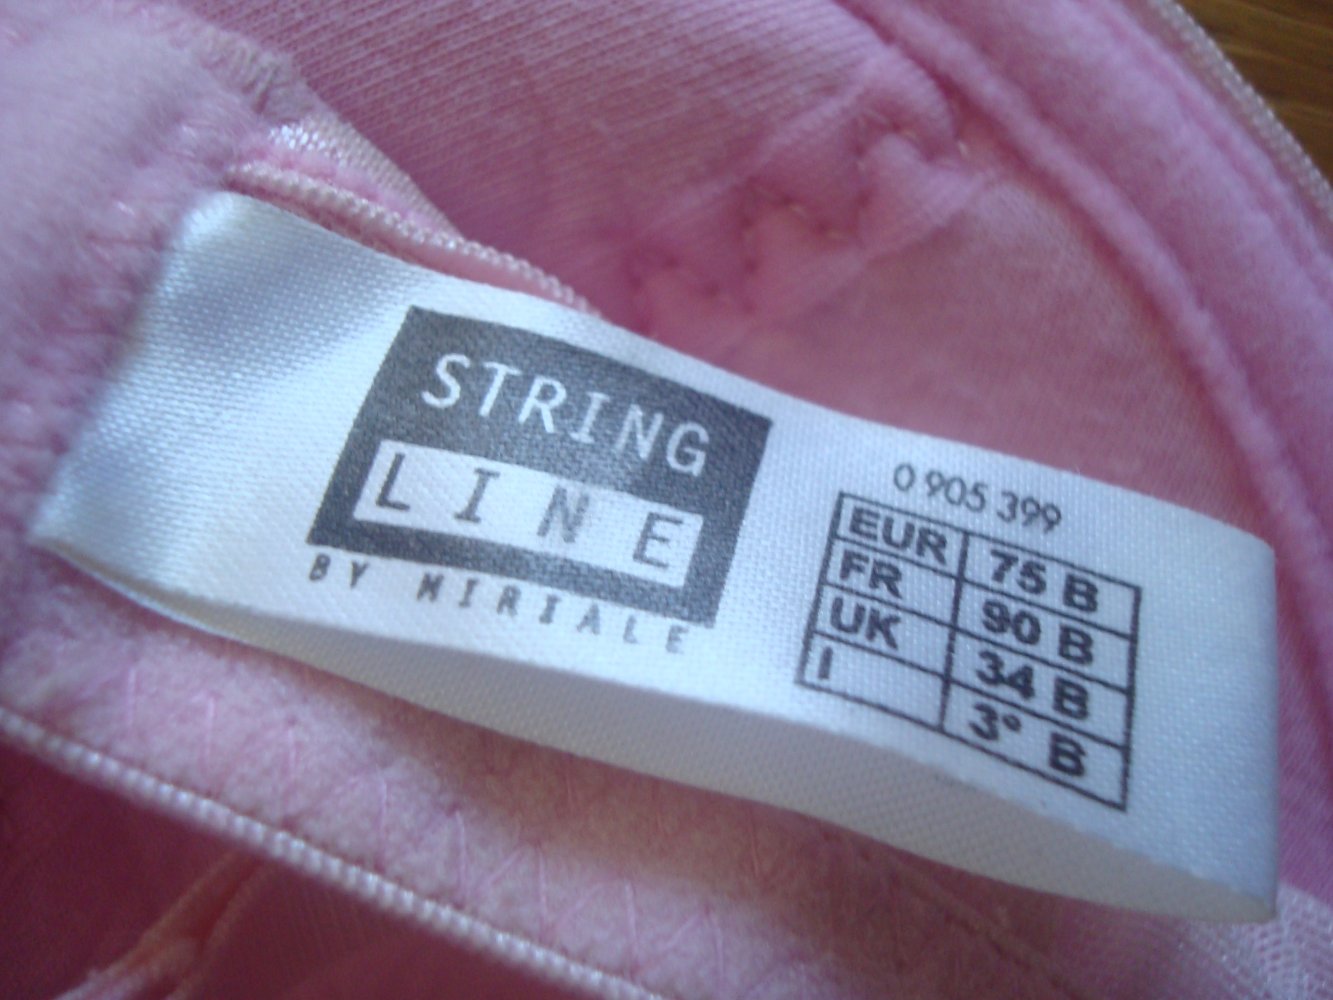 STRING
LINE
BY MIRIALE
0 905 399
EUR 75 B
FR 90 B
UK 34 B
I 3° B